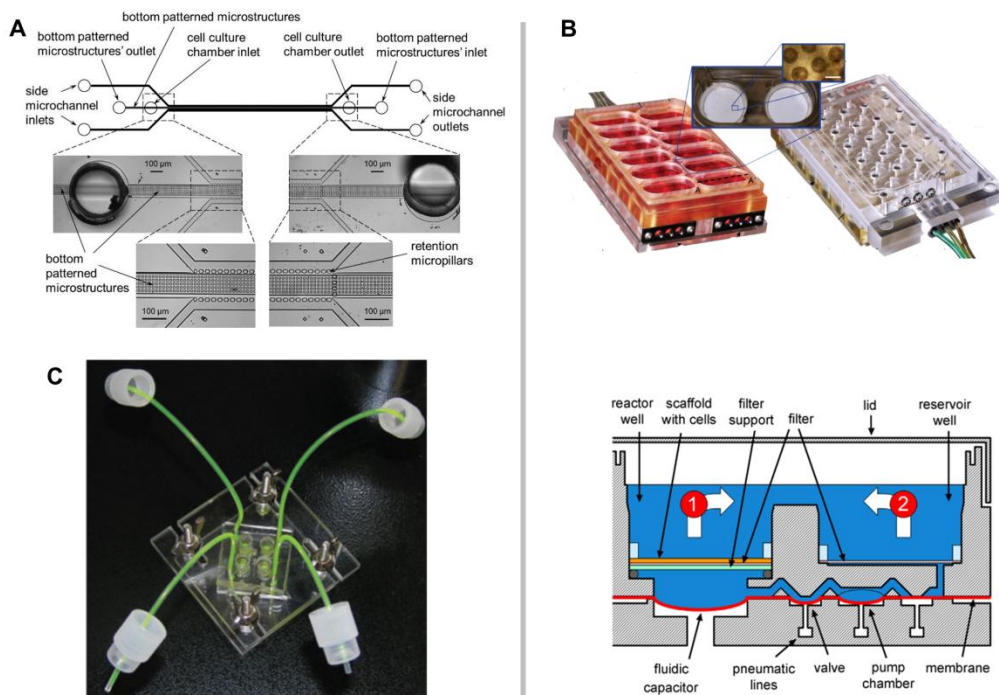 A
bottom patterned microstructures
bottom patterned
microstructures' outlet
cell culture
chamber inlet
cell culture
chamber outlet
bottom patterned
microstructures' inlet
side
microchannel
inlets
side
microchannel
outlets
100 µm
100 µm
bottom
patterned
microstructures
retention
micropillars
100 µm
100 µm
B
A
A
C
reactor
well
scaffold
with cells
filter
support
filter
lid
reservoir
well
1
2
fluidic
capacitor
pneumatic
lines
valve
pump
chamber
membrane